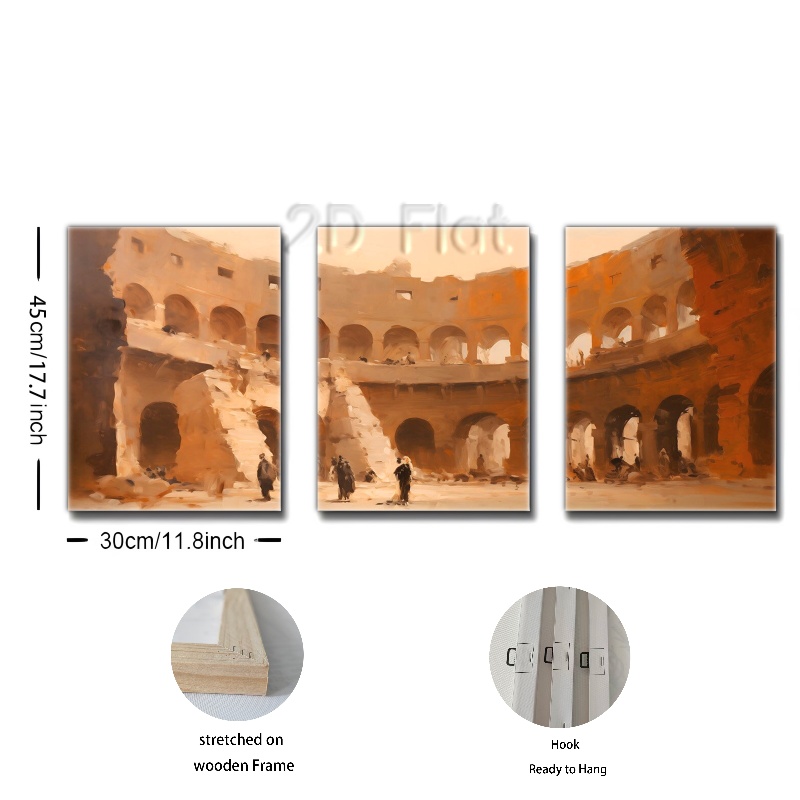 2D Flat
45cm/17.7inch
30cm/11.8inch
stretched on
wooden Frame
Hook
Ready to Hang